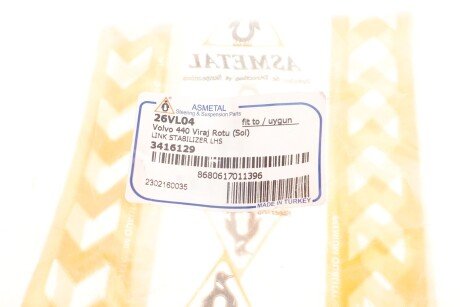 ASMETAL
ASMETAL
Steering & Suspension Parts
26VL04
fit to / uygun
Volvo 440 Viraj Rotu (Sol)
LINK STABILIZER LHS
3416129
8680617011396
2302160035
MADE IN TURKEY